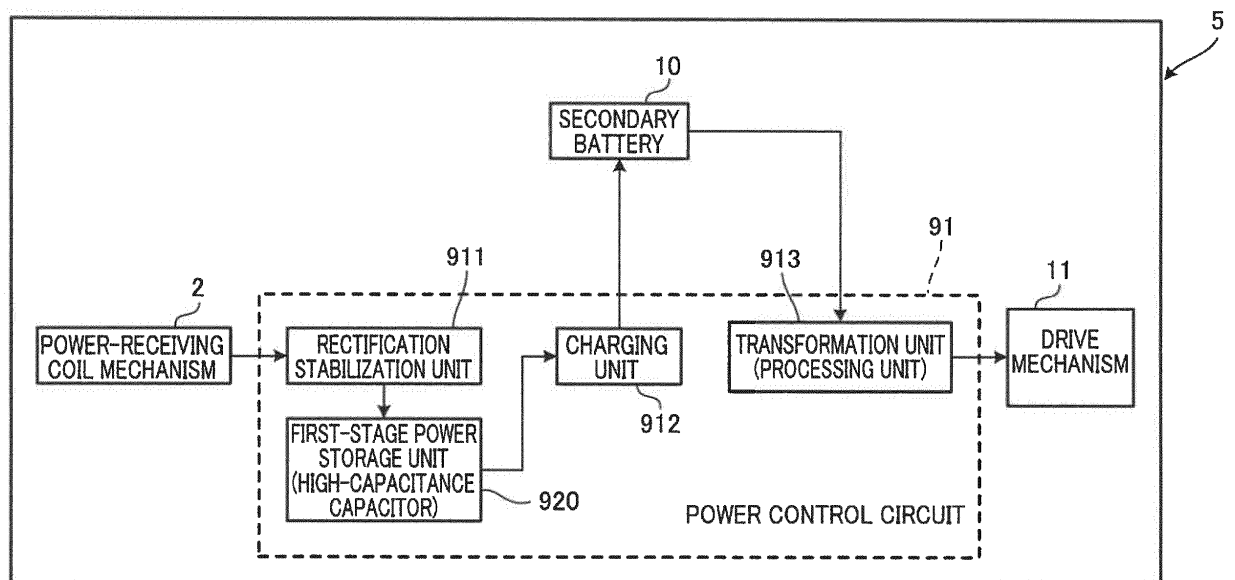 5
10
SECONDARY
BATTERY
91
911
913
11
2
POWER-RECEIVING
COIL MECHANISM
RECTIFICATION
STABILIZATION UNIT
CHARGING
UNIT
TRANSFORMATION UNIT
(PROCESSING UNIT)
DRIVE
MECHANISM
912
FIRST-STAGE POWER
STORAGE UNIT
(HIGH-CAPACITANCE
CAPACITOR)
920
POWER CONTROL CIRCUIT